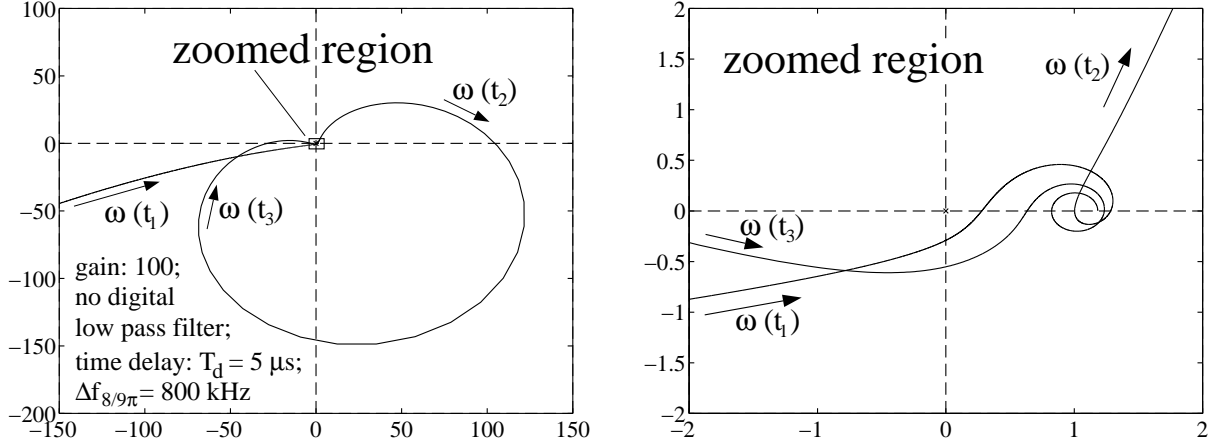 100
50
0
−50
−100
−150
−200
−150
−100
−50
0
50
100
150
zoomed region
ω (t2)
ω (t1)
ω (t3)
gain: 100;
no digital
low pass filter;
time delay: Td = 5 μs;
Δf8/9π= 800 kHz
2
1.5
1
0.5
0
−0.5
−1
−1.5
−2
−2
−1
0
1
2
zoomed region
ω (t2)
ω (t3)
ω (t1)